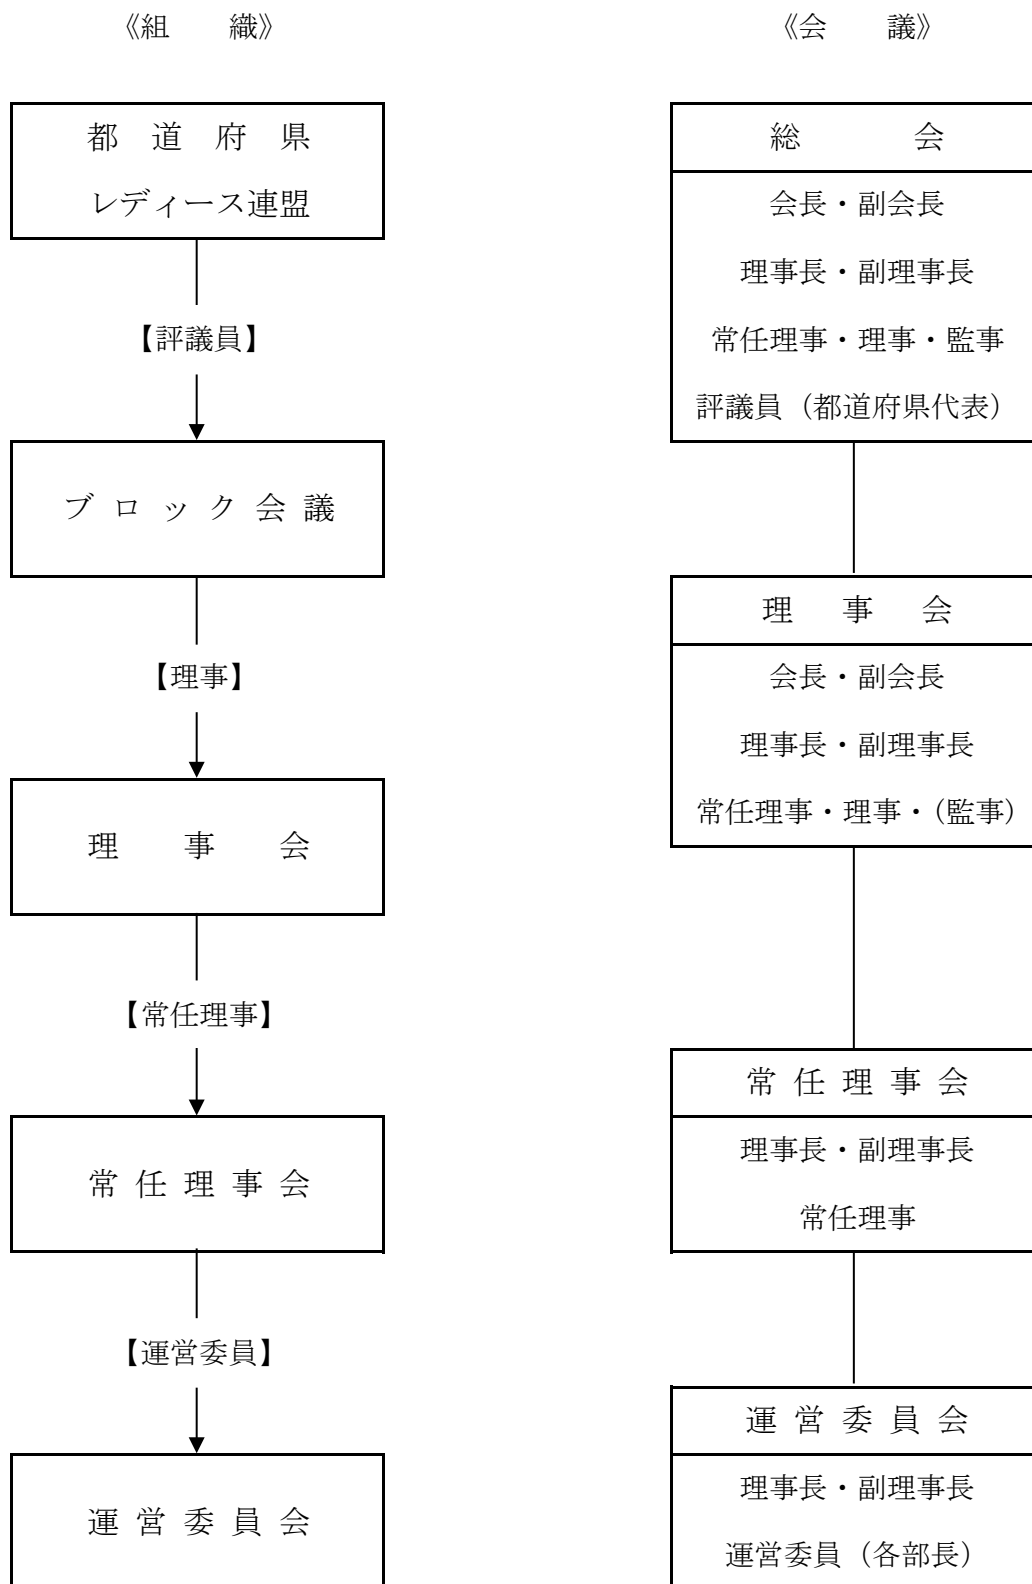 《組　織》
都 道 府 県
レディース連盟
【評議員】
ブ ロ ッ ク 会 議
【理事】
理 事 会
【常任理事】
常 任 理 事 会
【運営委員】
運 営 委 員 会
《会　議》
総 会
会長・副会長
理事長・副理事長
常任理事・理事・監事
評議員（都道府県代表）
理 事 会
会長・副会長
理事長・副理事長
常任理事・理事・（監事）
常 任 理 事 会
理事長・副理事長
常任理事
運 営 委 員 会
理事長・副理事長
運営委員（各部長）